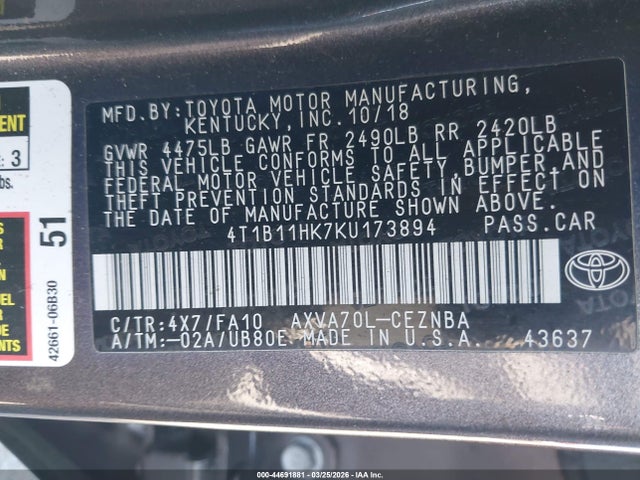 MFD.BY:TOYOTA MOTOR MANUFACTURING,
KENTUCKY,INC.10/18
GVWR 4475LB GAWR FR 2490LB RR 2420LB
THIS VEHICLE CONFORMS TO ALL APPLICABLE
FEDERAL MOTOR VEHICLE SAFETY,BUMPER,AND
THEFT PREVENTION STANDARDS IN EFFECT ON
THE DATE OF MANUFACTURE SHOWN ABOVE.
4T1B11HK7KU173894 PASS.CAR
C/TR:4X7/FA10 AXVA70L-CEZNBA
A/TM:-02A/UB80E MADE IN U.S.A. 43637
TOYOTA
: 3
lbs.
51
42661-06B30
000-44691881 - 03/25/2026 - IAA Inc.